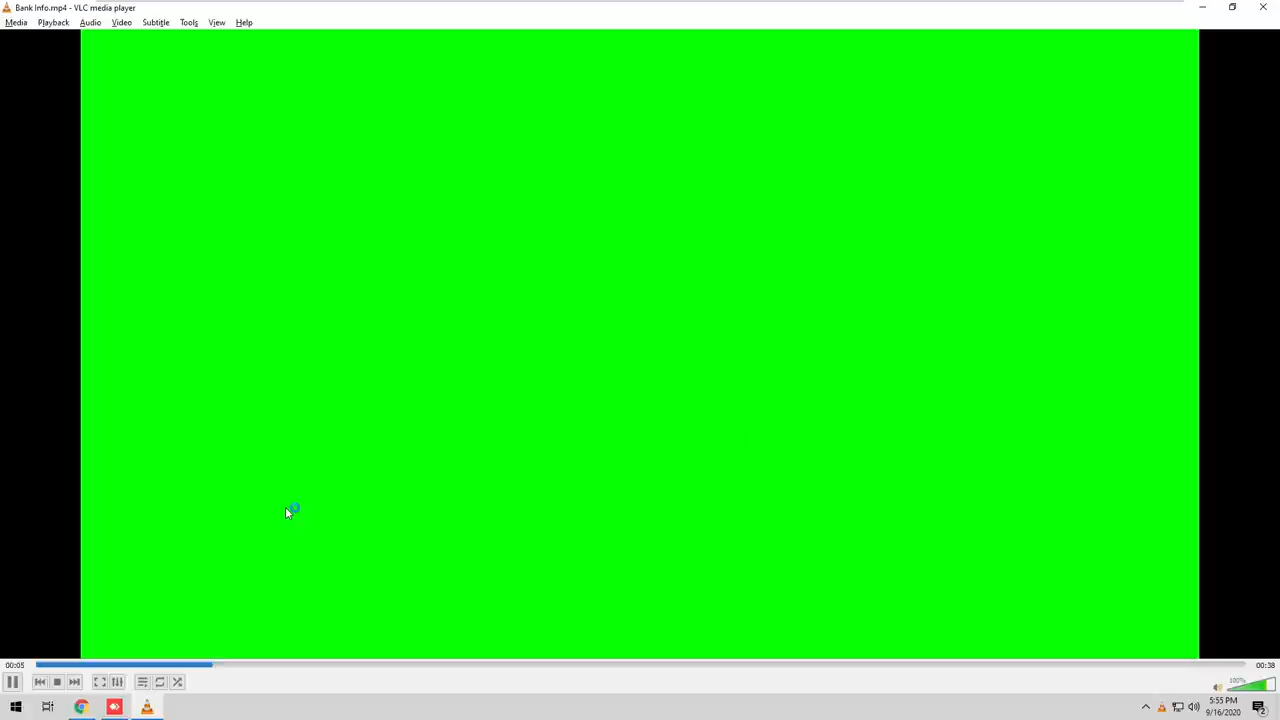 Bank Info.mp4 - VLC media player
Media Playback Audio Video Subtitle Tools View Help
00:05 00:38
100%
5:55 PM
9/16/2020
2